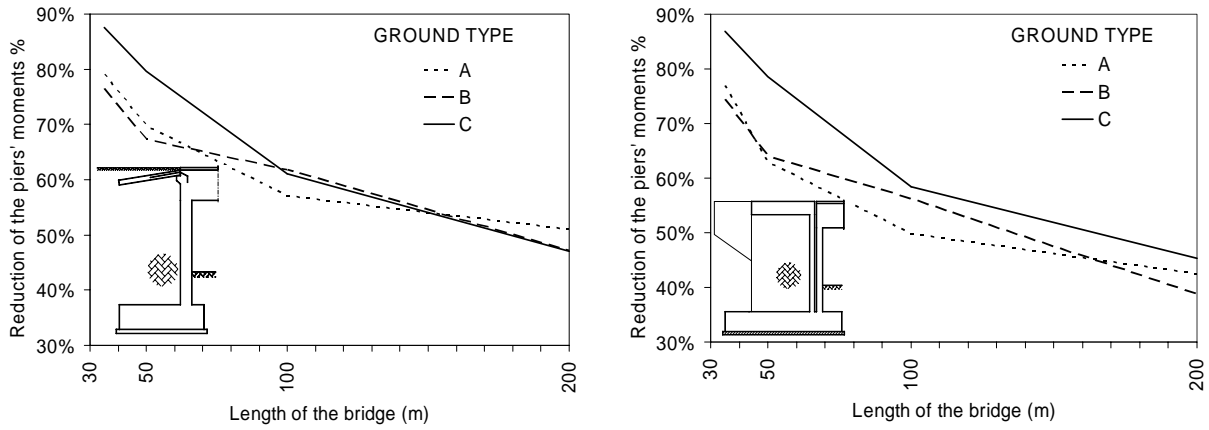 90%
80%
70%
60%
50%
40%
30%
Reduction of the piers' moments %
GROUND TYPE
A
B
C
30
50
100
200
Length of the bridge (m)
90%
80%
70%
60%
50%
40%
30%
Reduction of the piers' moments %
GROUND TYPE
A
B
C
30
50
100
200
Length of the bridge (m)